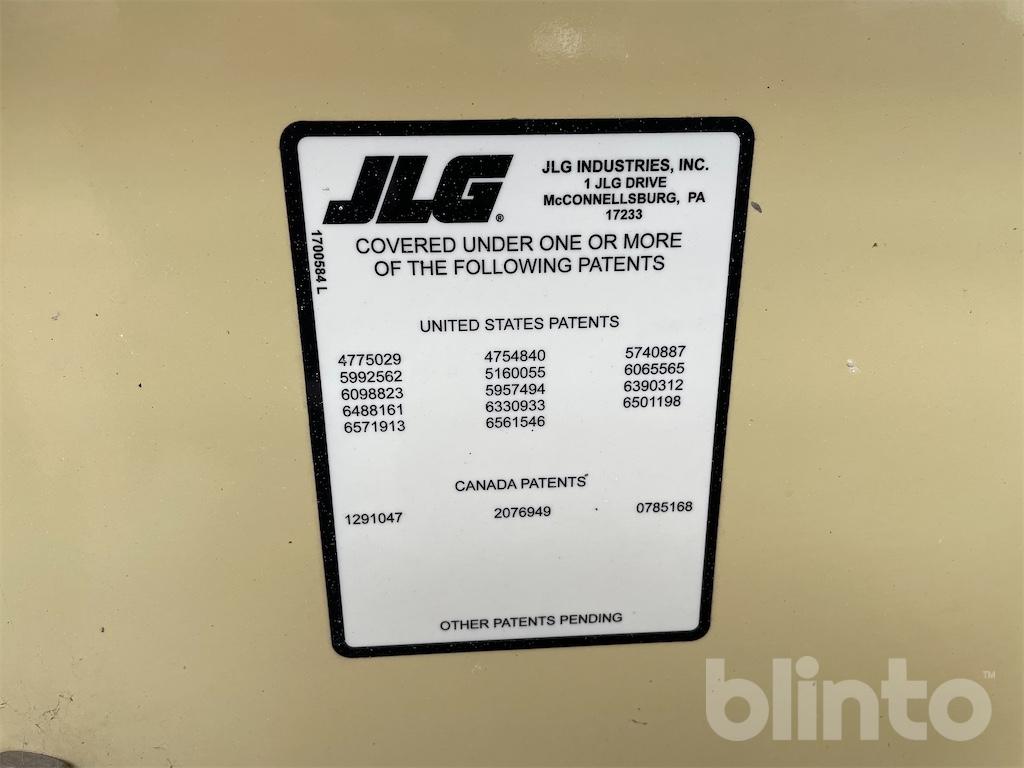 JLG®
JLG INDUSTRIES, INC.
1 JLG DRIVE
McCONNELLSBURG, PA
17233
1700584 L
COVERED UNDER ONE OR MORE
OF THE FOLLOWING PATENTS
UNITED STATES PATENTS
4775029 4754840 5740887
5992562 5160055 6065565
6098823 5957494 6390312
6488161 6330933 6501198
6571913 6561546
CANADA PATENTS
1291047 2076949 0785168
OTHER PATENTS PENDING
blinto™